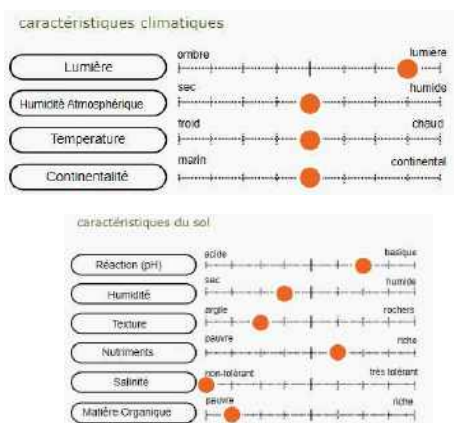 caractéristiques climatiques
ombre lumière
Lumière
sec humide
Humidité Atmosphérique
froid chaud
Temperature
marin continental
Continentalité
caractéristiques du sol
acide basique
Réaction (pH)
sec humide
Humidité
argile rochers
Texture
pauvre riche
Nutriments
non-tolérant très tolérant
Salinité
pauvre riche
Matière Organique